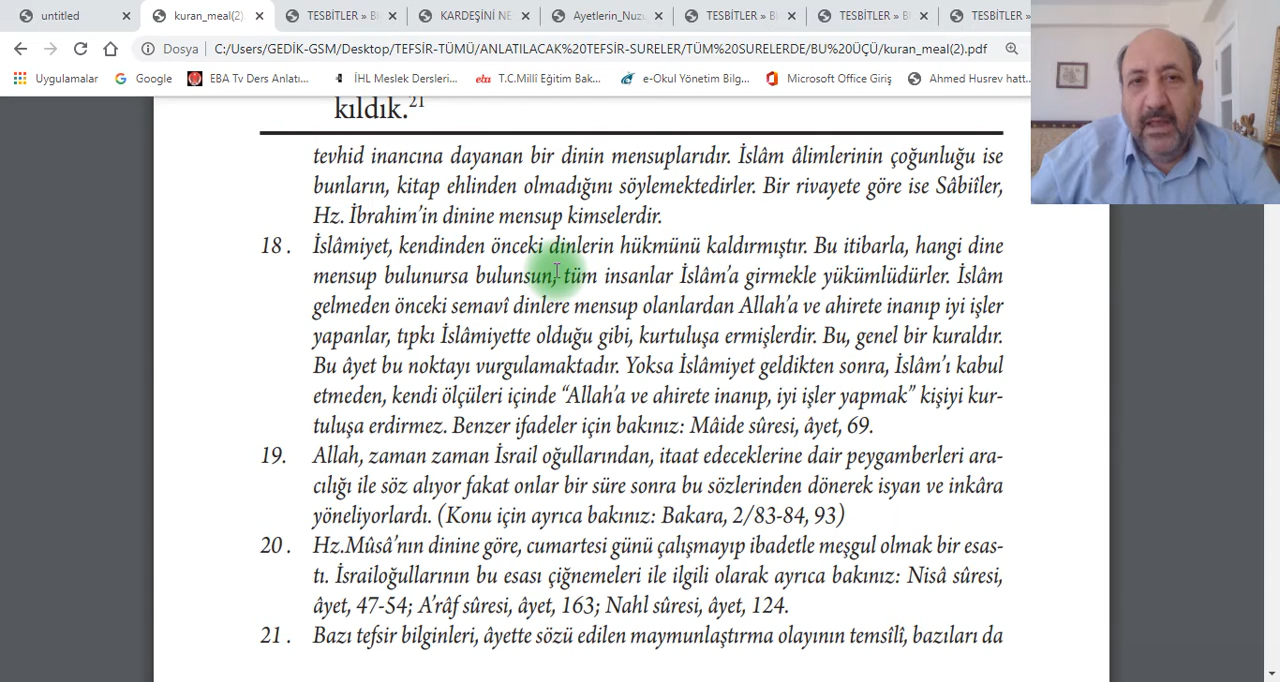 untitled
kuran_meal(2).
TESBİTLER » B
KARDEŞİNİ NE
Ayetlerin_Nuzu
TESBİTLER » B
TESBİTLER » B
TESBİTLER »
Dosya
C:/Users/GEDİK-GSM/Desktop/TEFSİR-TÜMÜ/ANLATILACAK%20TEFSİR-SURELER/TÜM%20SURELERDE/BU%20ÜÇÜ/kuran_meal(2).pdf
Uygulamalar
Google
EBA Tv Ders Anlatı...
İHL Meslek Dersleri...
etu
T.C.Millî Eğitim Bak...
e-Okul Yönetim Bilg...
Microsoft Office Giriş
Ahmed Husrev hatt...
kıldık.21
tevhid inancına dayanan bir dinin mensuplarıdır. İslâm âlimlerinin çoğunluğu ise
bunların, kitap ehlinden olmadığını söylemektedirler. Bir rivayete göre ise Sâbiîler,
Hz. İbrahim’in dinine mensup kimselerdir.
18 . İslâmiyet, kendinden önceki dinlerin hükmünü kaldırmıştır. Bu itibarla, hangi dine
mensup bulunursa bulunsun, tüm insanlar İslâm’a girmekle yükümlüdürler. İslâm
gelmeden önceki semavî dinlere mensup olanlardan Allah’a ve ahirete inanıp iyi işler
yapanlar, tıpkı İslâmiyette olduğu gibi, kurtuluşa ermişlerdir. Bu, genel bir kuraldır.
Bu âyet bu noktayı vurgulamaktadır. Yoksa İslâmiyet geldikten sonra, İslâm’ı kabul
etmeden, kendi ölçüleri içinde “Allah’a ve ahirete inanıp, iyi işler yapmak” kişiyi kur-
tuluşa erdirmez. Benzer ifadeler için bakınız: Mâide sûresi, âyet, 69.
19. Allah, zaman zaman İsrail oğullarından, itaat edeceklerine dair peygamberleri ara-
cılığı ile söz alıyor fakat onlar bir süre sonra bu sözlerinden dönerek isyan ve inkâra
yöneliyorlardı. (Konu için ayrıca bakınız: Bakara, 2/83-84, 93)
20 . Hz.Mûsâ’nın dinine göre, cumartesi günü çalışmayıp ibadetle meşgul olmak bir esas-
tı. İsrailoğullarının bu esası çiğnemeleri ile ilgili olarak ayrıca bakınız: Nisâ sûresi,
âyet, 47-54; A’râf sûresi, âyet, 163; Nahl sûresi, âyet, 124.
21 . Bazı tefsir bilginleri, âyette sözü edilen maymunlaştırma olayının temsîlî, bazıları da